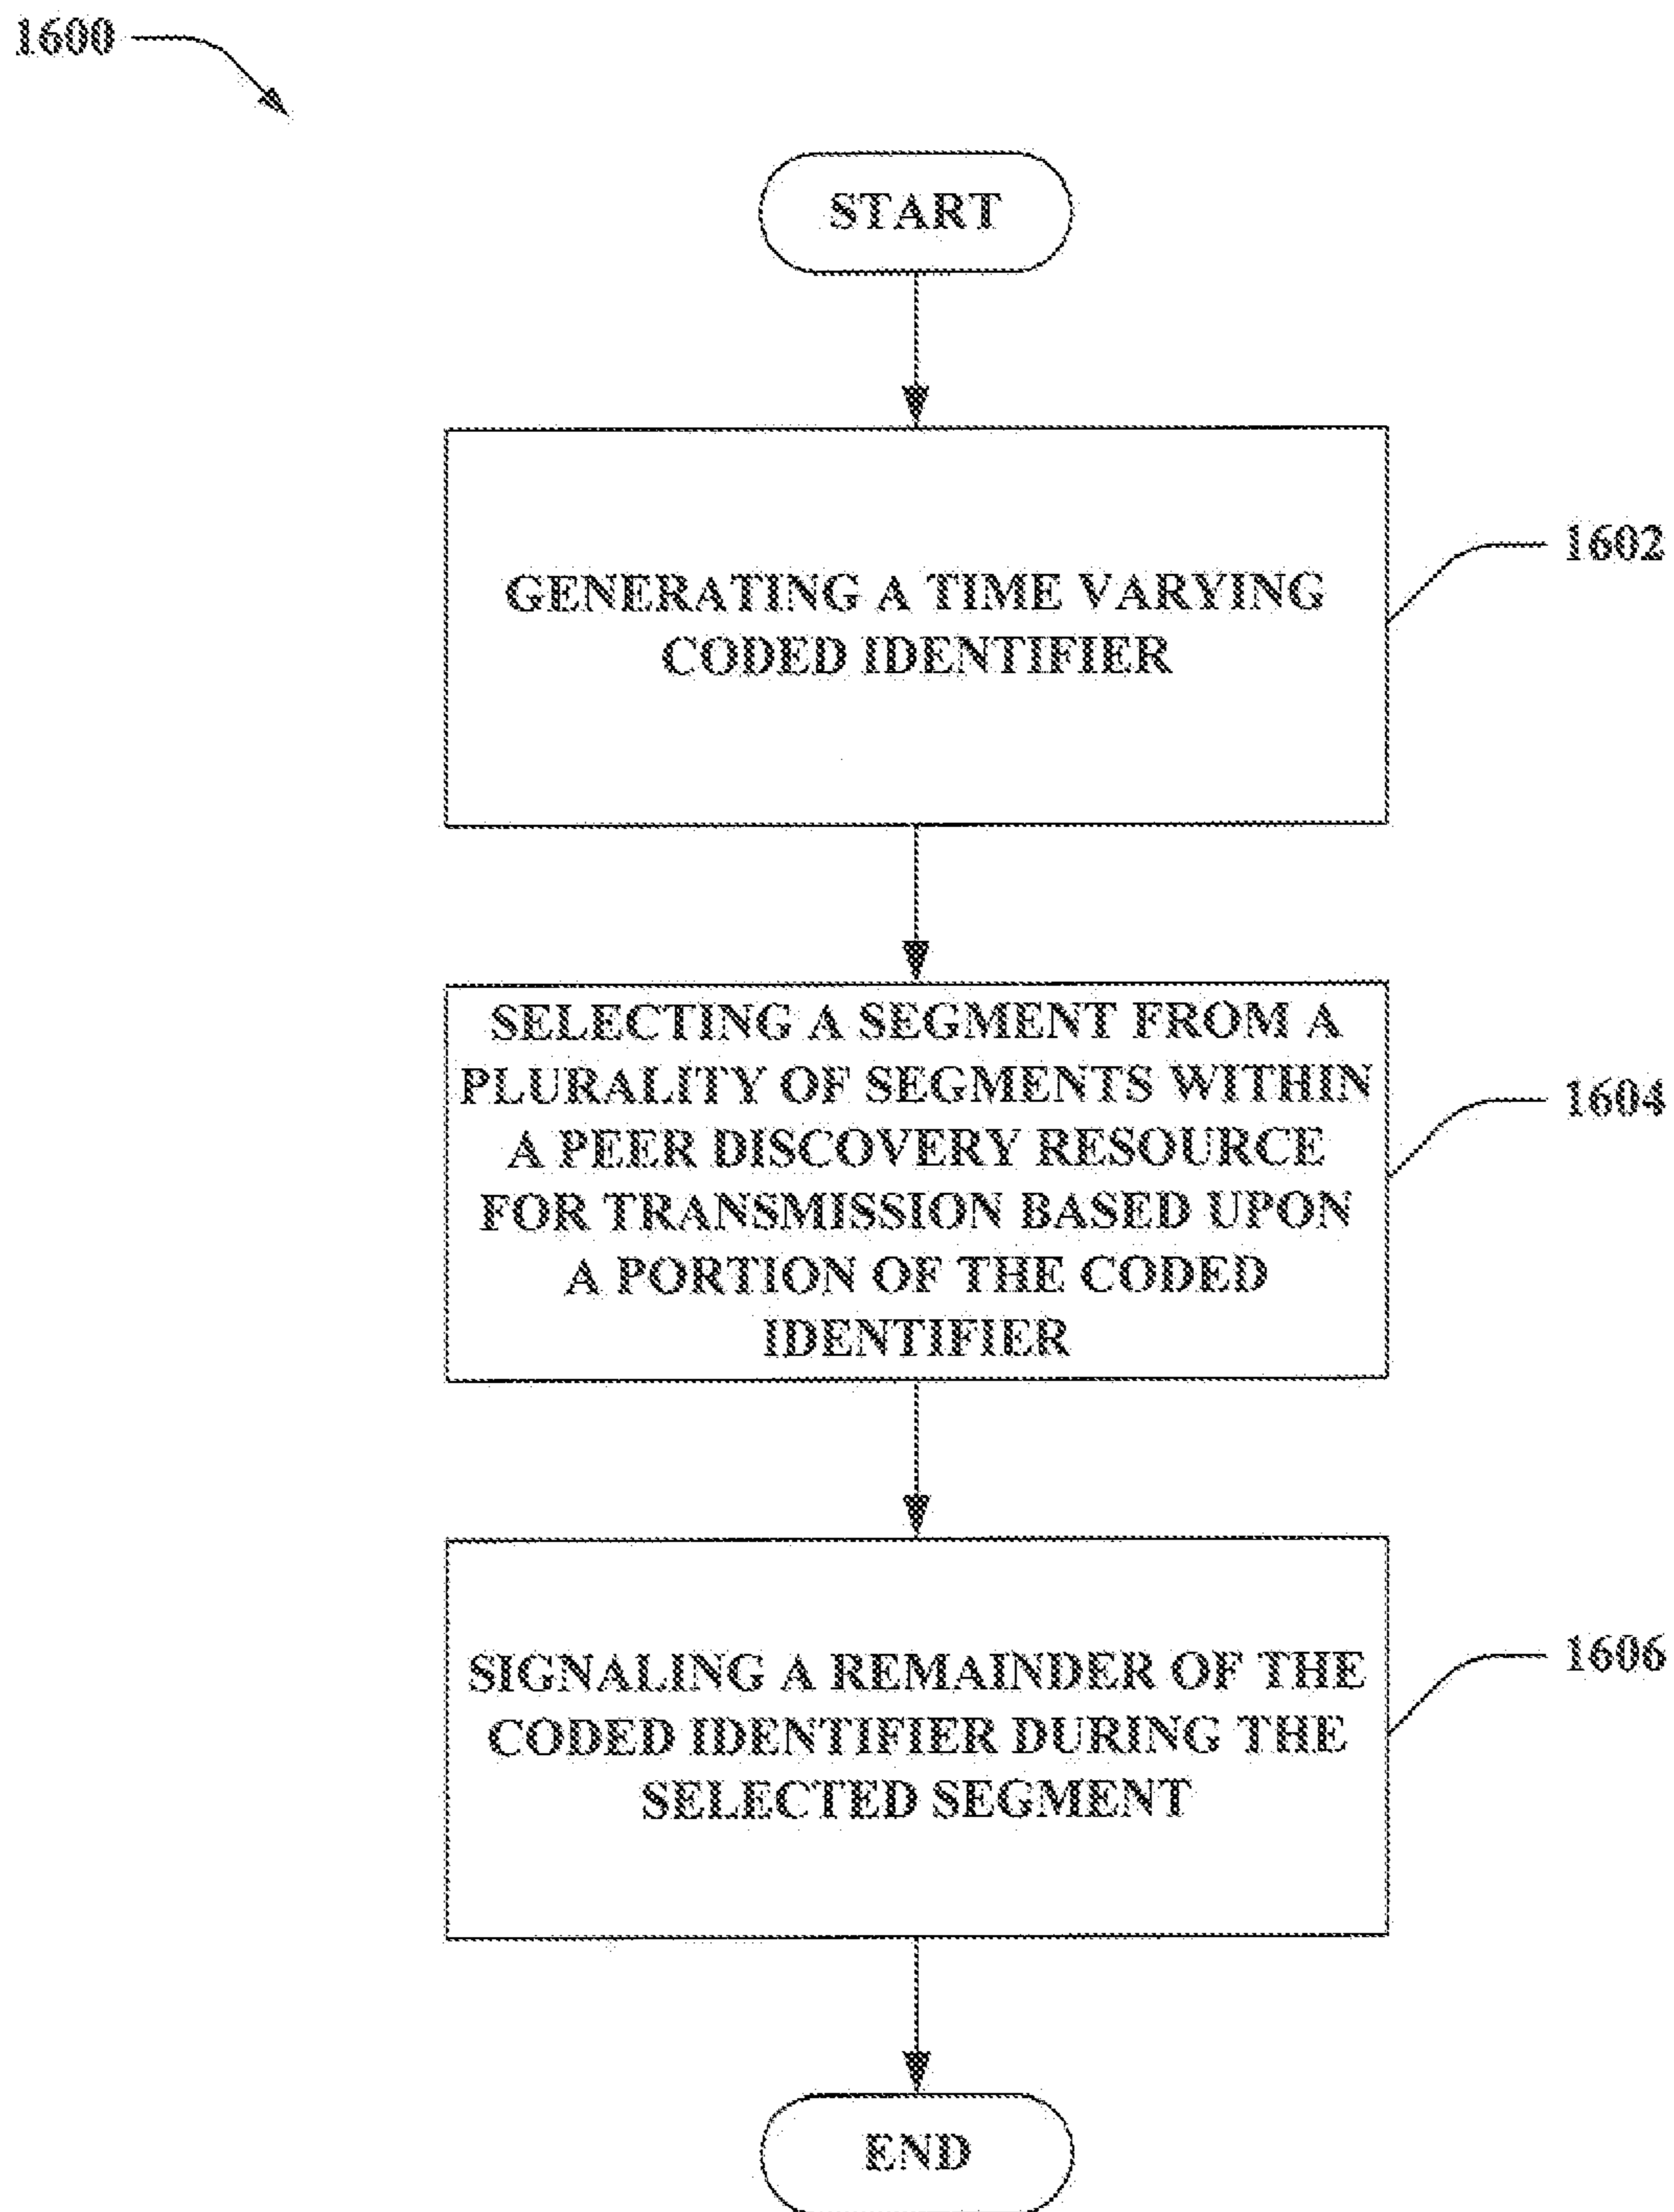 1600
START
GENERATING A TIME VARYING
CODED IDENTIFIER
1602
SELECTING A SEGMENT FROM A
PLURALITY OF SEGMENTS WITHIN
A PEER DISCOVERY RESOURCE
FOR TRANSMISSION BASED UPON
A PORTION OF THE CODED
IDENTIFIER
1604
SIGNALING A REMAINDER OF THE
CODED IDENTIFIER DURING THE
SELECTED SEGMENT
1606
END